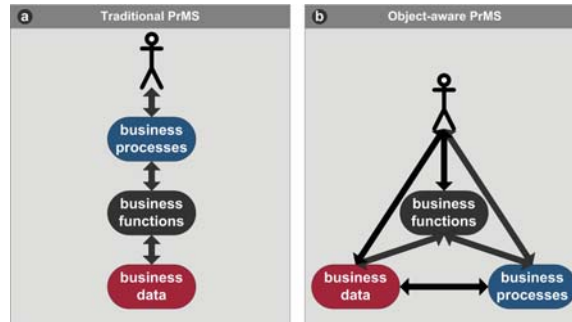 a Traditional PrMS
business
processes
business
functions
business
data
b Object-aware PrMS
business
functions
business
data
business
processes